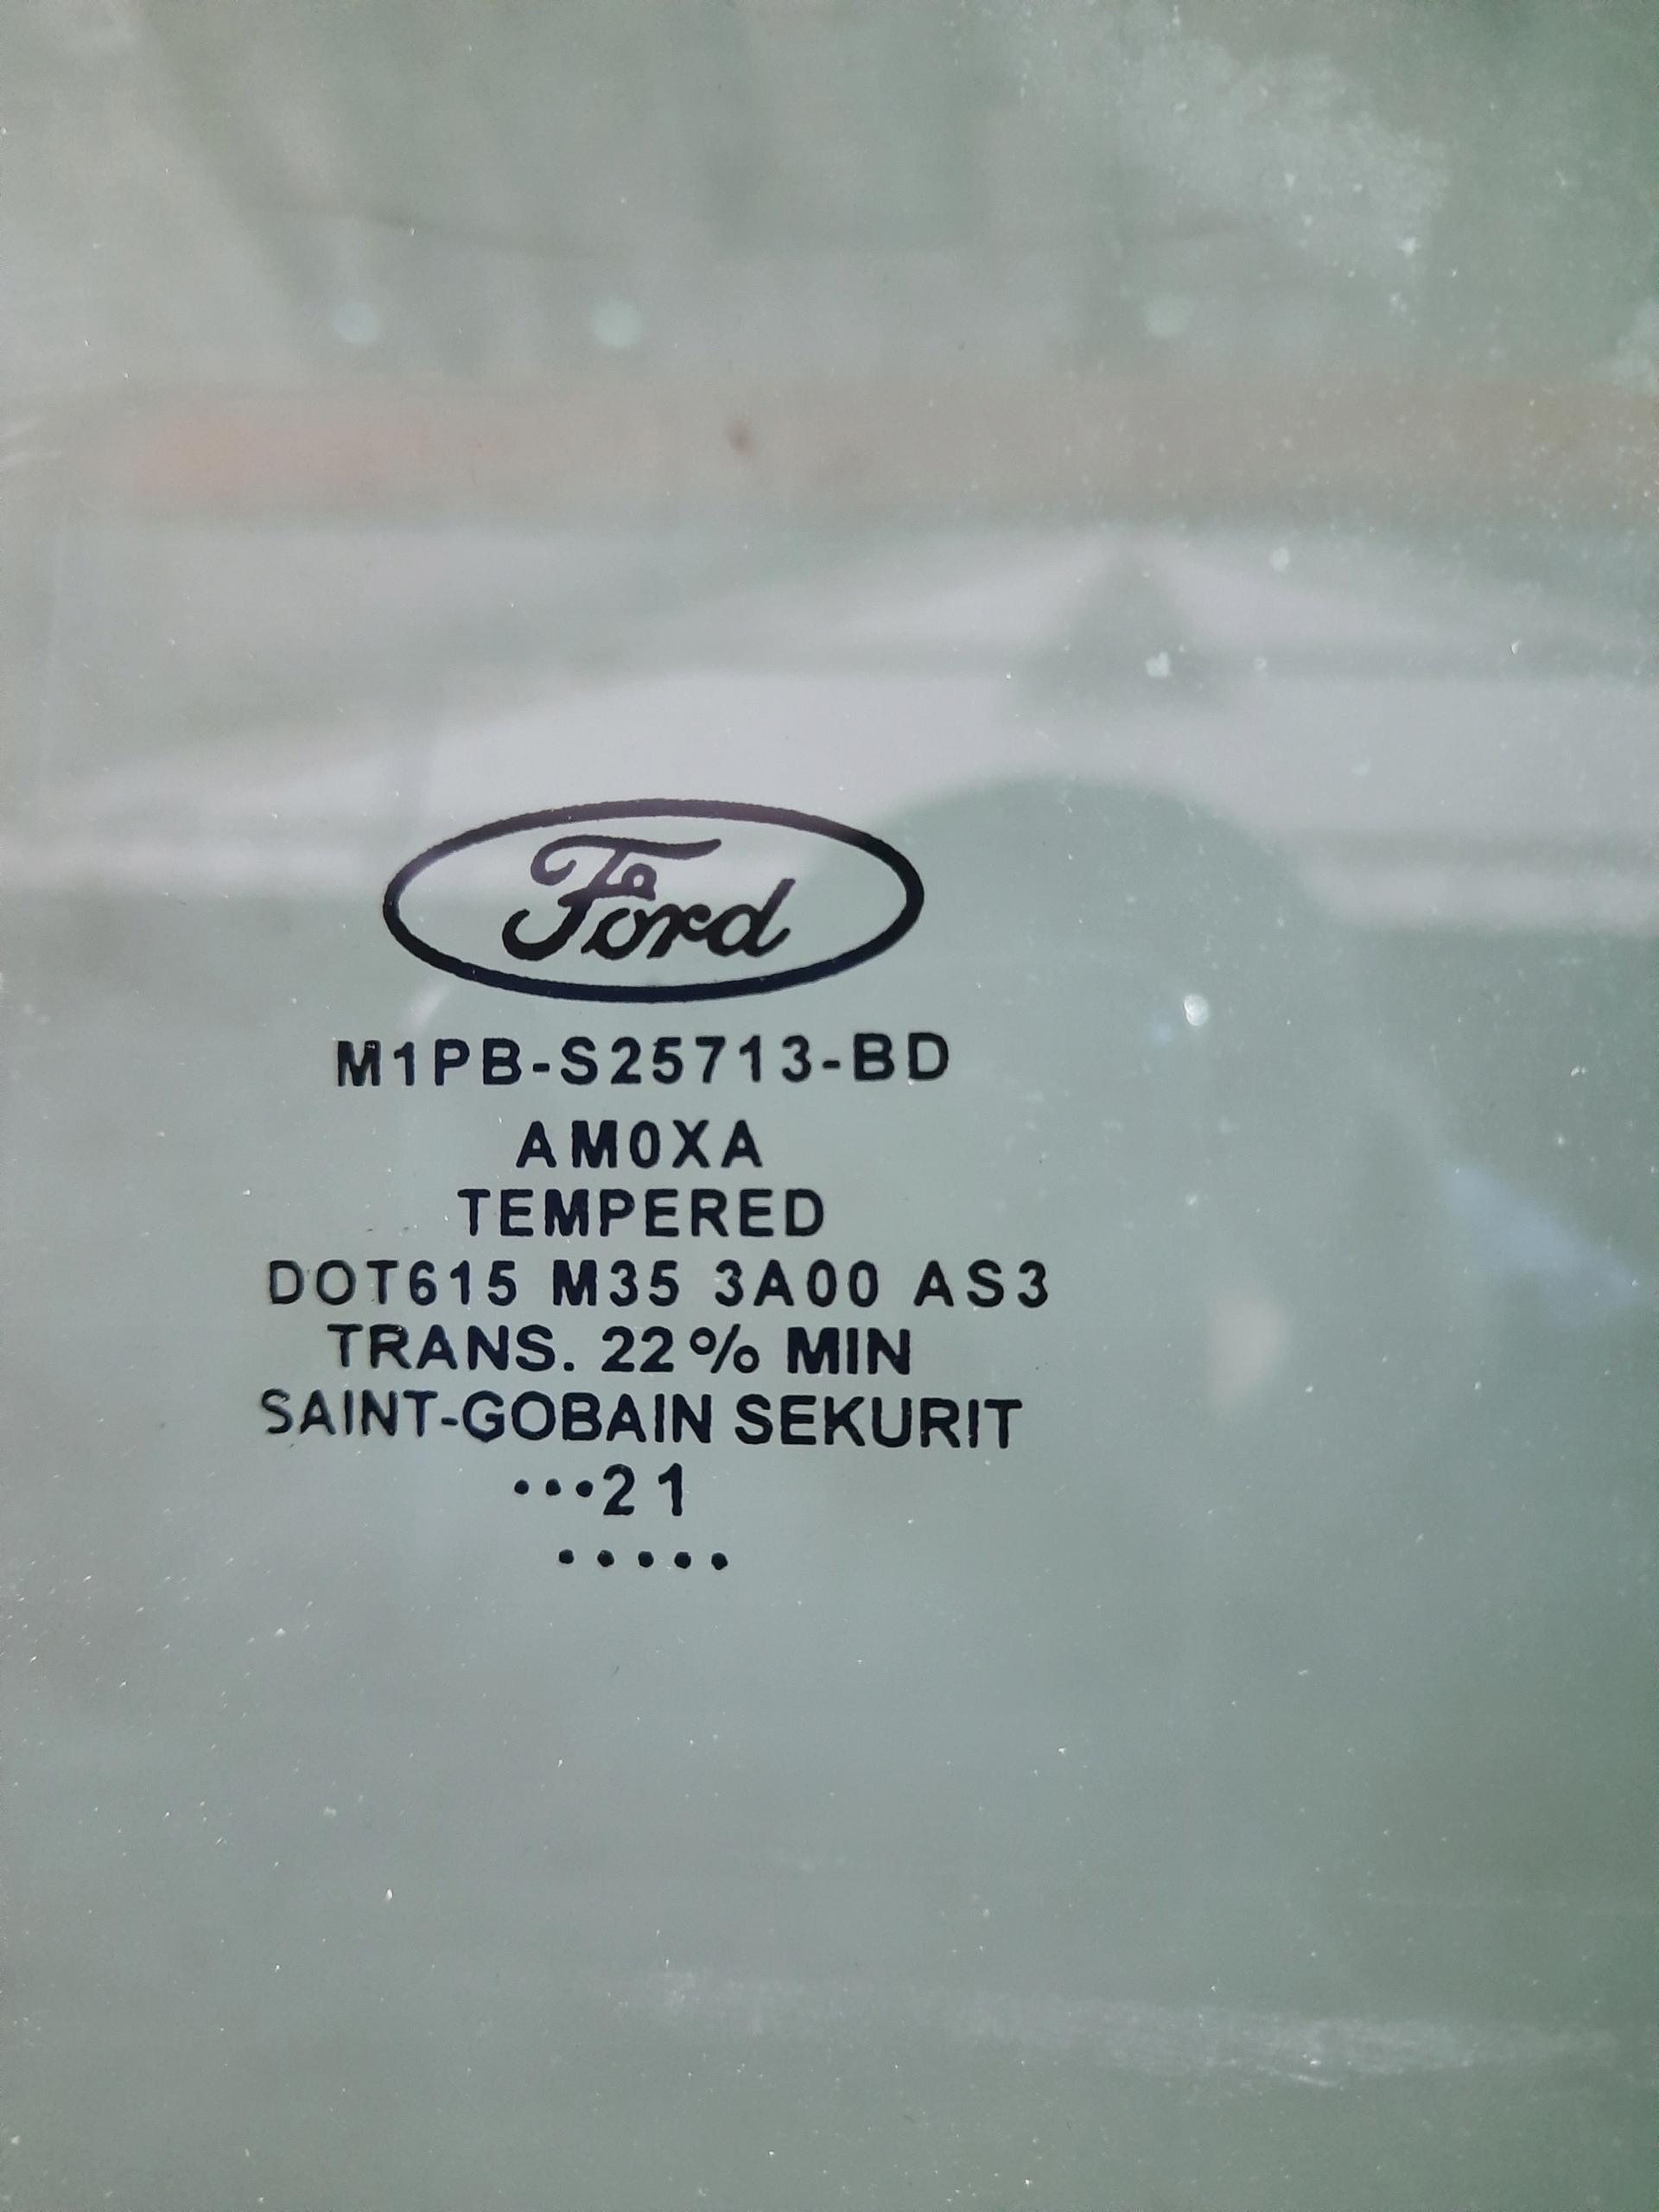 Ford
M1PB-S25713-BD
AM0XA
TEMPERED
DOT615 M35 3A00 AS3
TRANS. 22% MIN
SAINT-GOBAIN SEKURIT
•••21
•••••